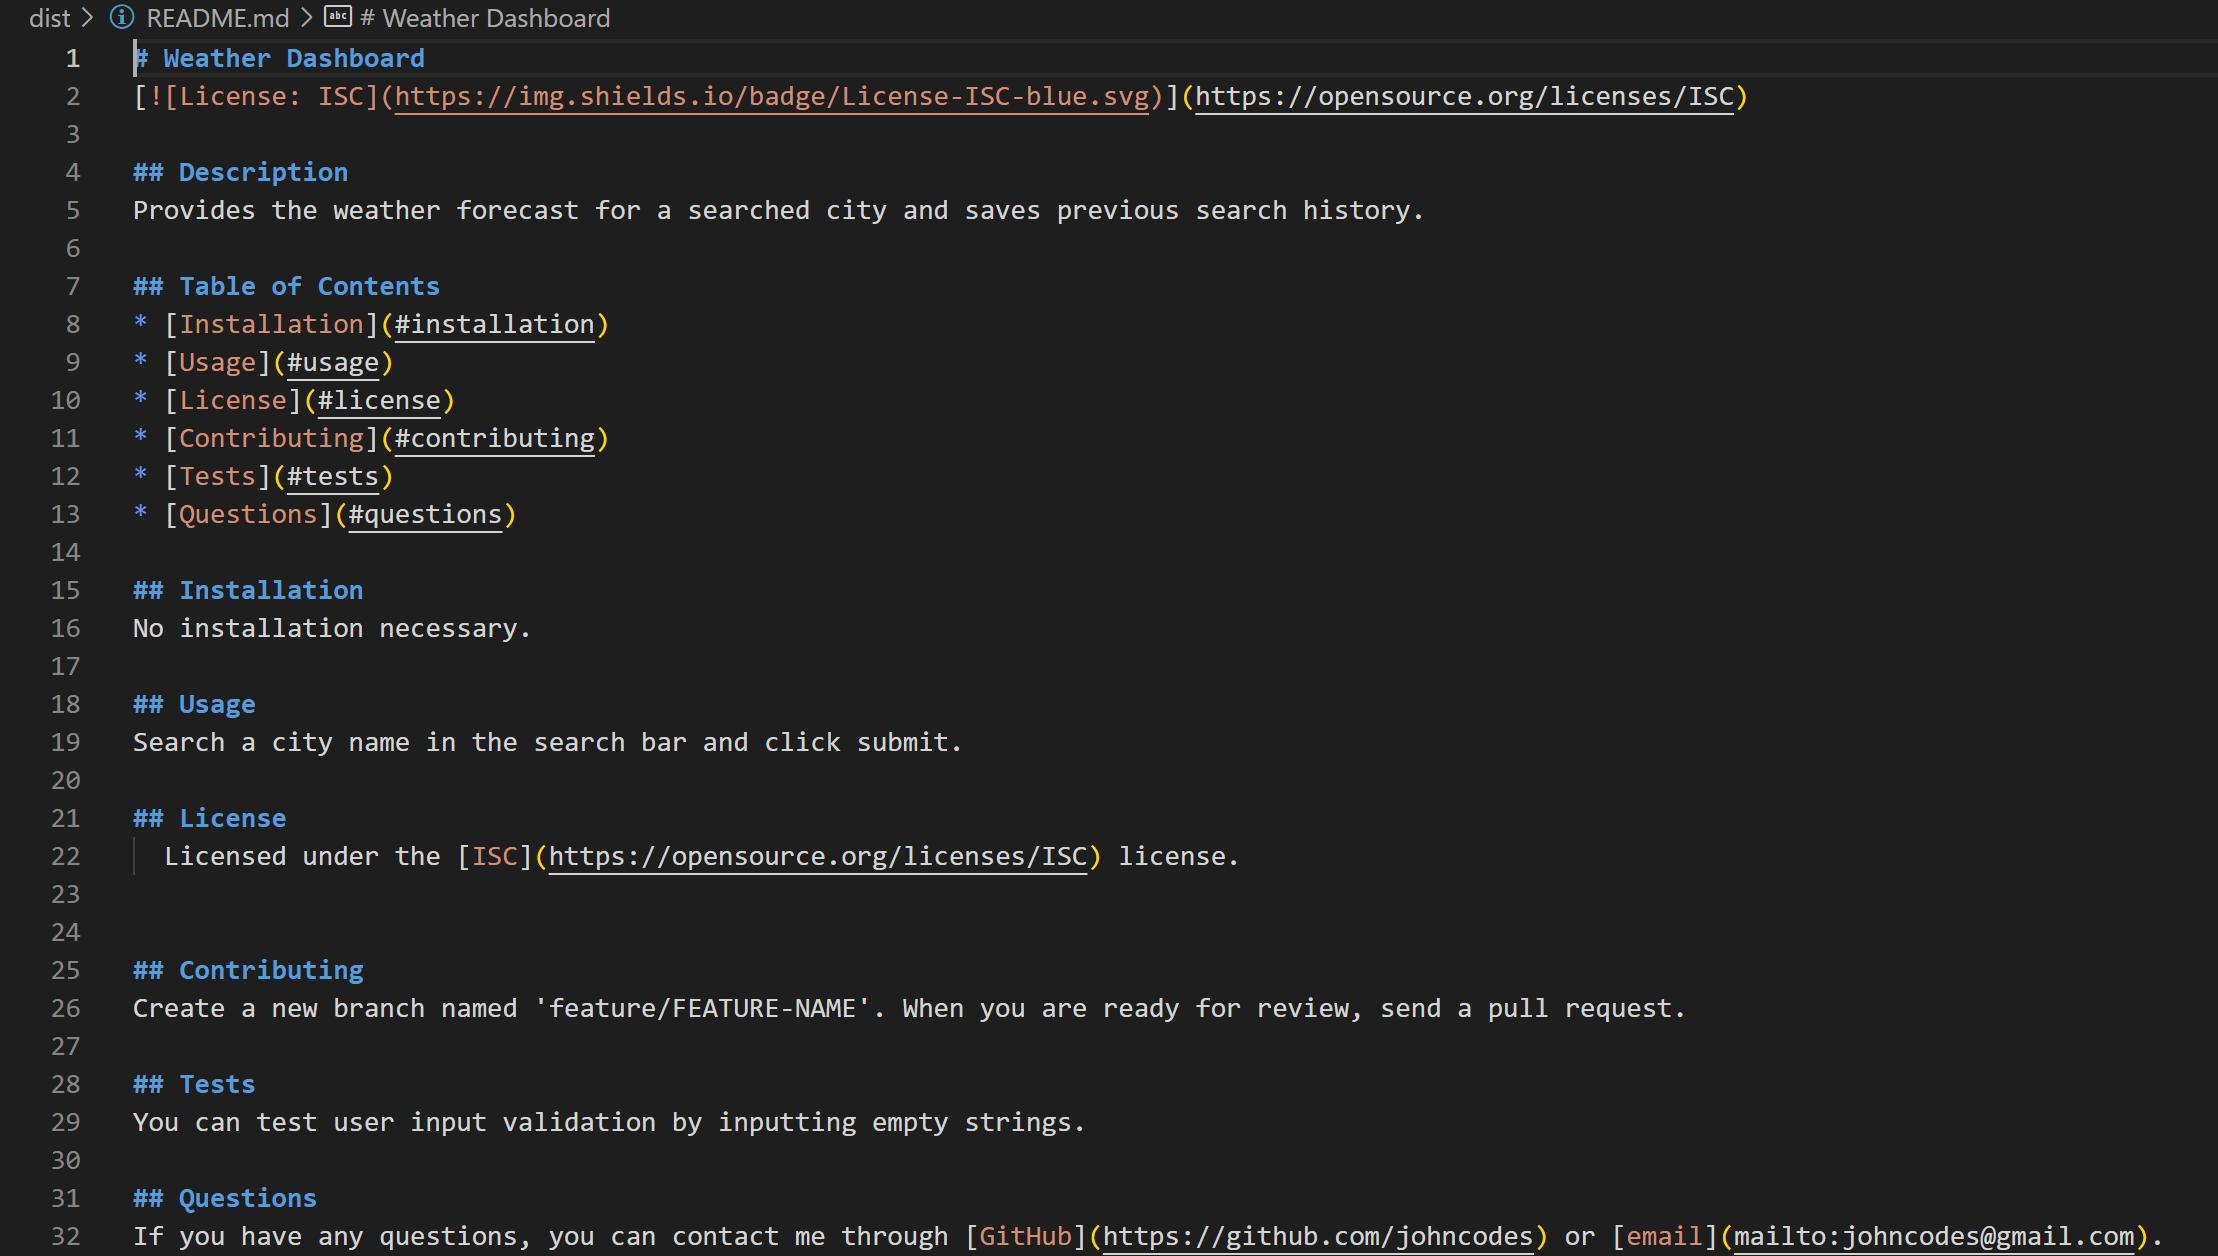 dist > README.md > # Weather Dashboard
1 # Weather Dashboard
2 [![License: ISC](https://img.shields.io/badge/License-ISC-blue.svg)](https://opensource.org/licenses/ISC)
3
4 ## Description
5 Provides the weather forecast for a searched city and saves previous search history.
6
7 ## Table of Contents
8 * [Installation](#installation)
9 * [Usage](#usage)
10 * [License](#license)
11 * [Contributing](#contributing)
12 * [Tests](#tests)
13 * [Questions](#questions)
14
15 ## Installation
16 No installation necessary.
17
18 ## Usage
19 Search a city name in the search bar and click submit.
20
21 ## License
22   Licensed under the [ISC](https://opensource.org/licenses/ISC) license.
23
24
25 ## Contributing
26 Create a new branch named 'feature/FEATURE-NAME'. When you are ready for review, send a pull request.
27
28 ## Tests
29 You can test user input validation by inputting empty strings.
30
31 ## Questions
32 If you have any questions, you can contact me through [GitHub](https://github.com/johncodes) or [email](mailto:johncodes@gmail.com).